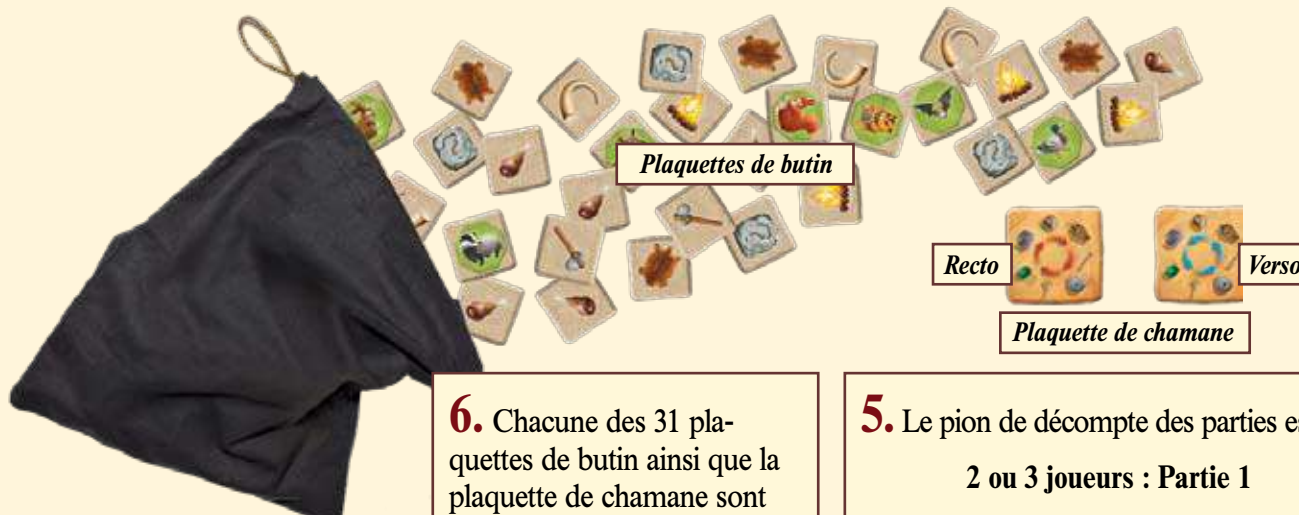 Plaquettes de butin
Recto
Verso
Plaquette de chamane
6. Chacune des 31 pla-
quettes de butin ainsi que la
plaquette de chamane sont
5. Le pion de décompte des parties
2 ou 3 joueurs : Partie 1